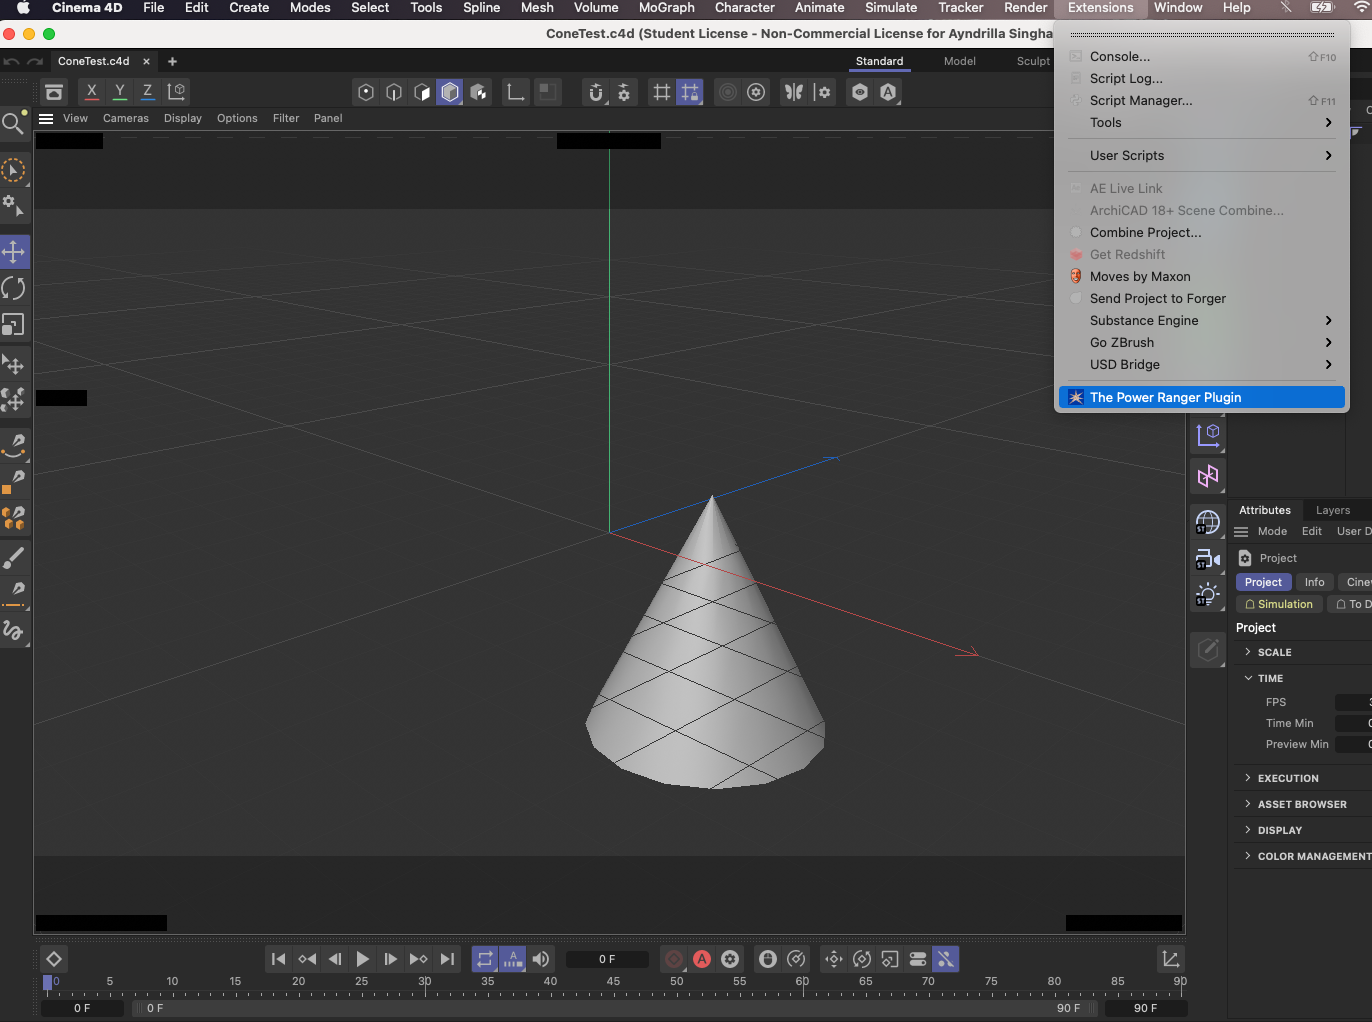 Cinema 4D File Edit Create Modes Select Tools Spline Mesh Volume MoGraph Character Animate Simulate Tracker Render Extensions Window Help
ConeTest.c4d (Student License - Non-Commercial License for Ayndrilla Singha
ConeTest.c4d × +
Standard Model Sculpt
X Y Z
View Cameras Display Options Filter Panel
Console... ⇧F10
Script Log...
Script Manager... ⇧F11
Tools
User Scripts
AE Live Link
ArchiCAD 18+ Scene Combine...
Combine Project...
Get Redshift
Moves by Maxon
Send Project to Forger
Substance Engine
Go ZBrush
USD Bridge
The Power Ranger Plugin
ST
ST
ST
Attributes Layers
Mode Edit User D
Project
Project Info Cine
Simulation To D
Project
SCALE
TIME
FPS 3
Time Min 0
Preview Min 0
EXECUTION
ASSET BROWSER
DISPLAY
COLOR MANAGEMENT
A 0 F A
0 5 10 15 20 25 30 35 40 45 50 55 60 65 70 75 80 85 90
0 F 0 F 90 F 90 F